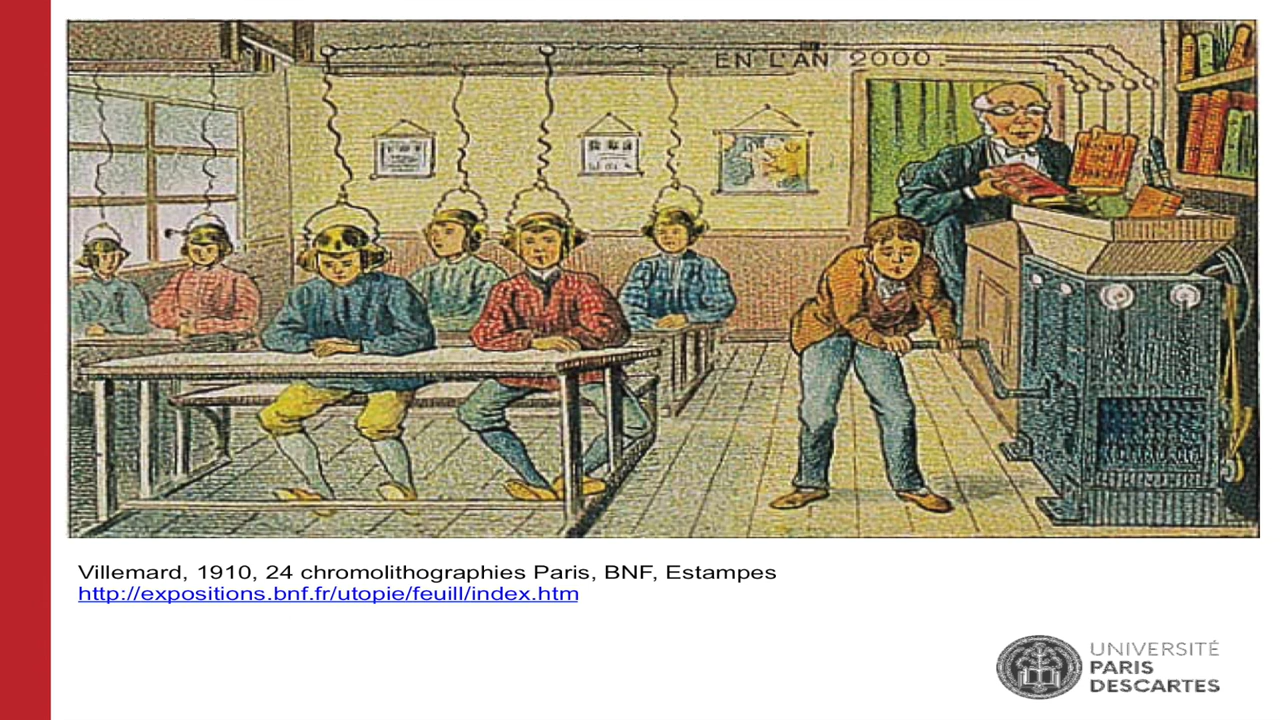 EN L'AN 2000.
Villemard, 1910, 24 chromolithographies Paris, BNF, Estampes
http://expositions.bnf.fr/utopie/feuill/index.htm
UNIVERSITÉ
PARIS
DESCARTES